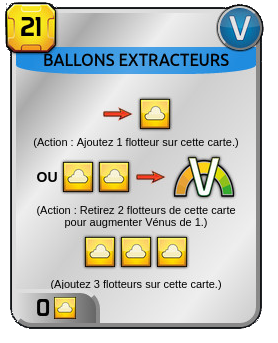 21
V
BALLONS EXTRACTEURS
(Action : Ajoutez 1 flotteur sur cette carte.)
OU
V
(Action : Retirez 2 flotteurs de cette carte
pour augmenter Vénus de 1.)
(Ajoutez 3 flotteurs sur cette carte.)
0